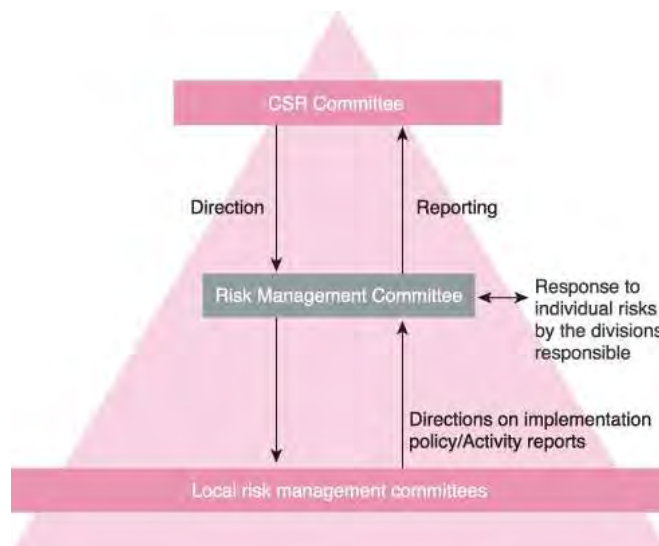 CSR Committee
Direction
Reporting
Risk Management Committee
Response to
individual risks
by the divisions
responsible
Directions on implementation
policy/Activity reports
Local risk management committees